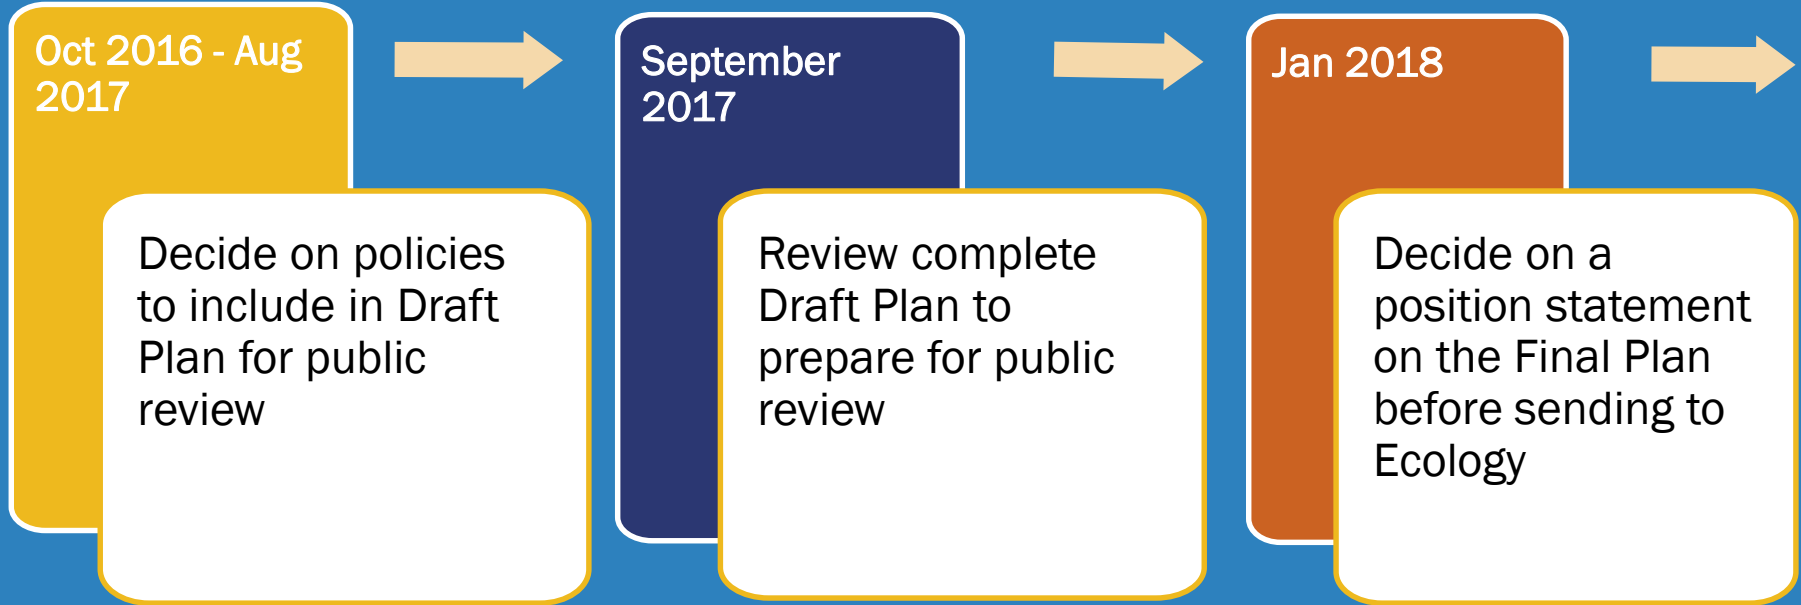 Oct 2016 - Aug
2017
Decide on policies
to include in Draft
Plan for public
review
September
2017
Review complete
Draft Plan to
prepare for public
review
Jan 2018
Decide on a
position statement
on the Final Plan
before sending to
Ecology